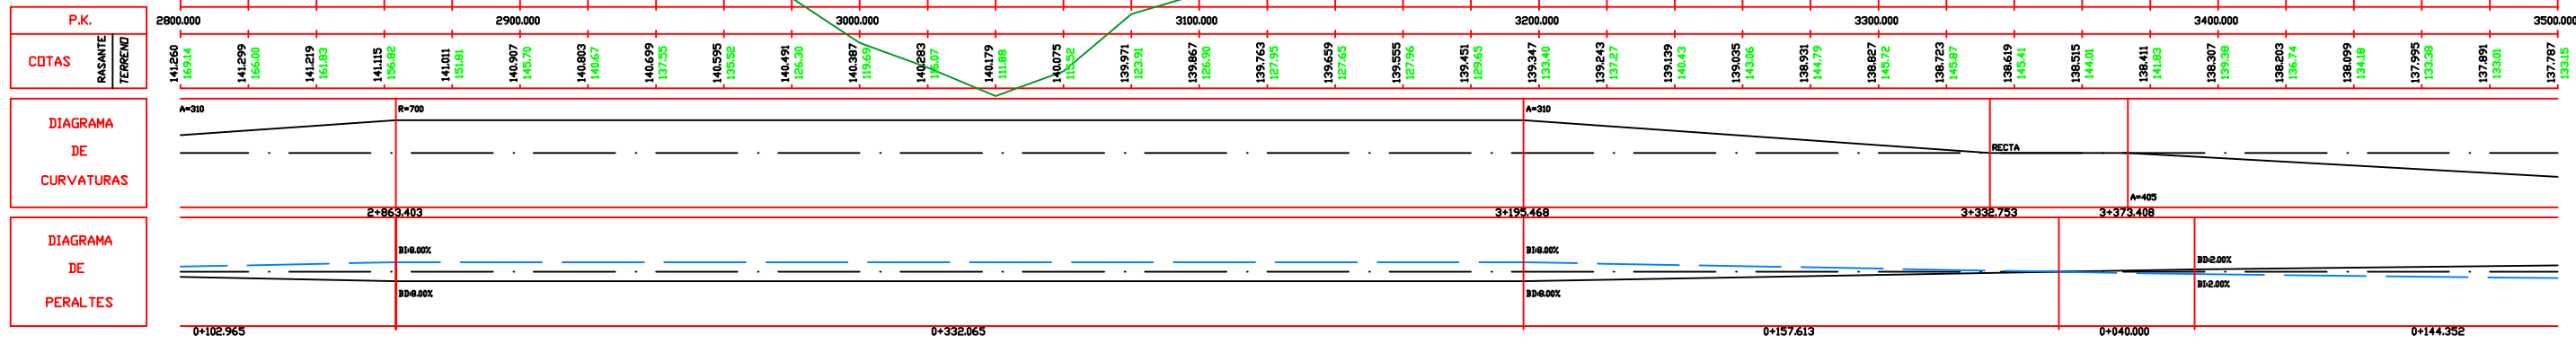 P.K. 2800.000 2900.000 3000.000 3100.000 3200.000 3300.000 3400.000 3500.000
COTAS
RASANTE
TERRENO
141.260 141.299 141.219 141.115 141.011 140.907 140.803 140.699 140.595 140.491 140.387 140.283 140.179 140.075 139.971 139.867 139.763 139.659 139.555 139.451 139.347 139.243 139.139 139.035 138.931 138.827 138.723 138.619 138.515 138.411 138.307 138.203 138.099 137.995 137.891 137.787
169.14 166.00 161.83 156.82 151.81 145.70 140.67 137.55 135.52 126.30 119.69 116.07 111.88 115.52 123.91 126.90 127.95 127.65 127.96 129.65 133.40 137.27 140.43 143.06 144.79 145.72 145.87 145.41 144.01 141.83 139.38 136.74 134.18 133.38 133.01 133.15
DIAGRAMA
DE
CURVATURAS
A=310 R=700 A=310
RECTA
A=405
2+863.403 3+195.468 3+332.753 3+373.408
DIAGRAMA
DE
PERALTES
BI:8.00% BI:8.00% BD:2.00%
BD:8.00% BD:8.00% BI:2.00%
0+102.965 0+332.065 0+157.613 0+040.000 0+144.352